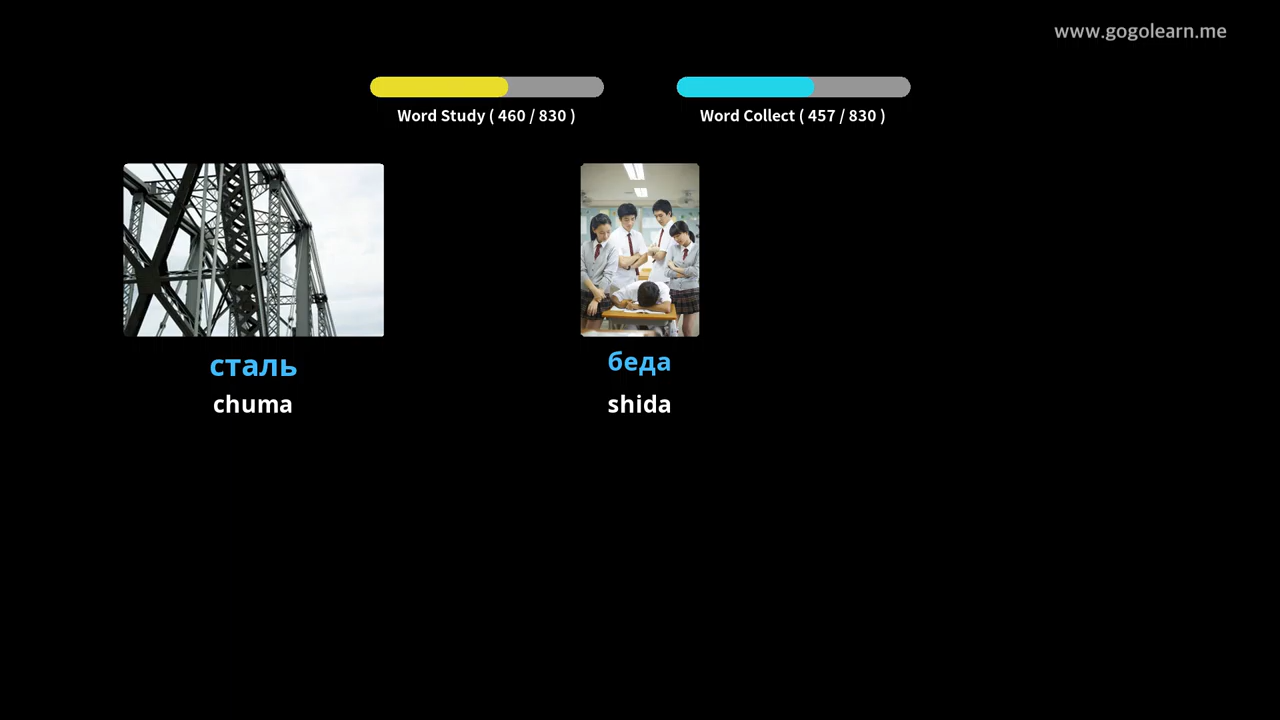 www.gogolearn.me
Word Study ( 460 / 830 )
Word Collect ( 457 / 830 )
сталь
chuma
беда
shida